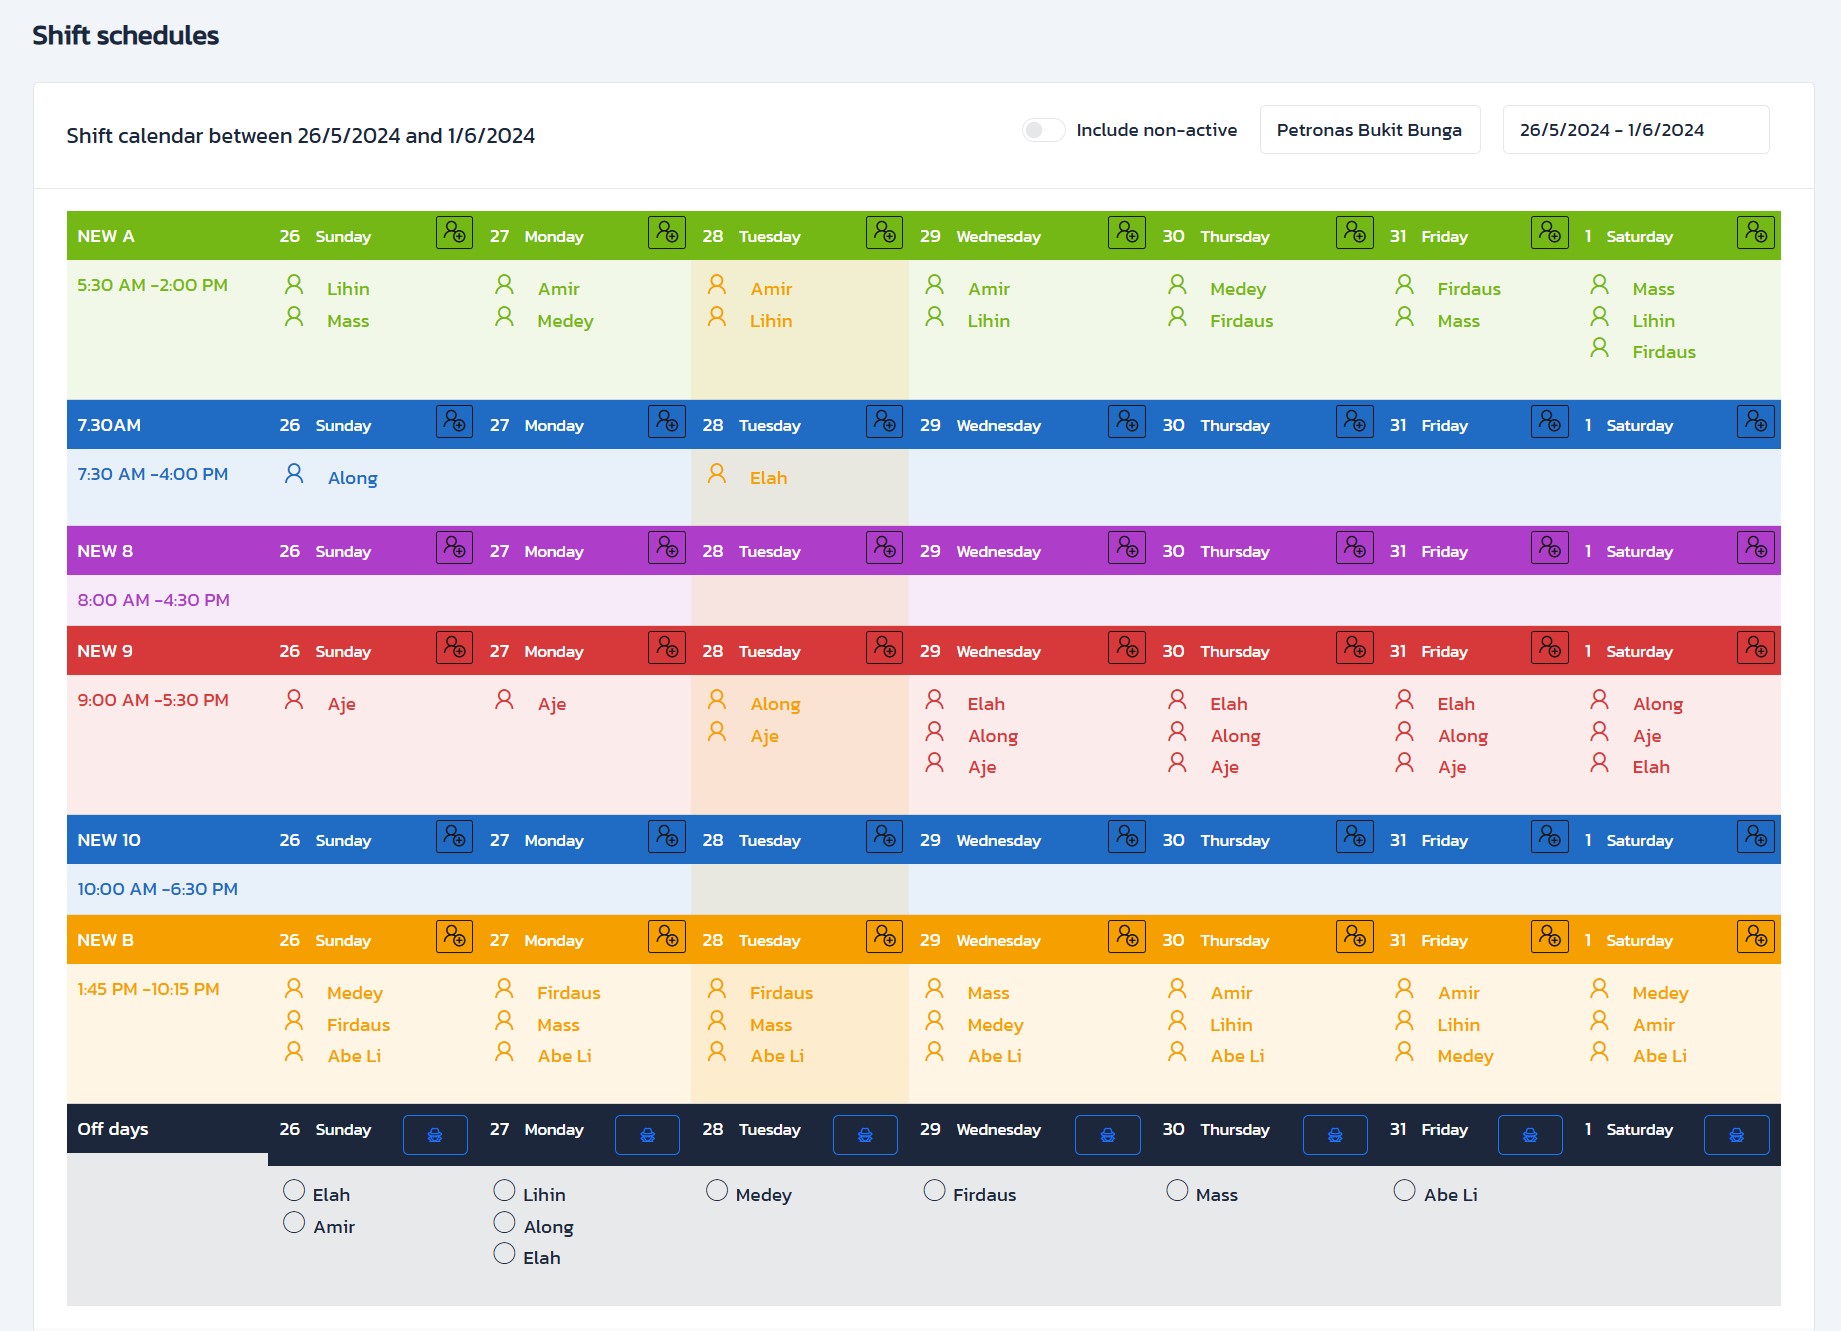 Shift schedules
Shift calendar between 26/5/2024 and 1/6/2024
Include non-active
Petronas Bukit Bunga
26/5/2024 - 1/6/2024
NEW A 26 Sunday 27 Monday 28 Tuesday 29 Wednesday 30 Thursday 31 Friday 1 Saturday
5:30 AM -2:00 PM Lihin Amir Amir Amir Medey Firdaus Mass
Mass Medey Lihin Lihin Firdaus Mass Lihin
Firdaus
7.30AM 26 Sunday 27 Monday 28 Tuesday 29 Wednesday 30 Thursday 31 Friday 1 Saturday
7:30 AM -4:00 PM Along Elah
NEW 8 26 Sunday 27 Monday 28 Tuesday 29 Wednesday 30 Thursday 31 Friday 1 Saturday
8:00 AM -4:30 PM
NEW 9 26 Sunday 27 Monday 28 Tuesday 29 Wednesday 30 Thursday 31 Friday 1 Saturday
9:00 AM -5:30 PM Aje Aje Along Elah Elah Elah Along
Aje Along Along Along Aje
Aje Aje Aje Elah
NEW 10 26 Sunday 27 Monday 28 Tuesday 29 Wednesday 30 Thursday 31 Friday 1 Saturday
10:00 AM -6:30 PM
NEW B 26 Sunday 27 Monday 28 Tuesday 29 Wednesday 30 Thursday 31 Friday 1 Saturday
1:45 PM -10:15 PM Medey Firdaus Firdaus Mass Amir Amir Medey
Firdaus Mass Mass Medey Lihin Lihin Amir
Abe Li Abe Li Abe Li Abe Li Abe Li Medey Abe Li
Off days 26 Sunday 27 Monday 28 Tuesday 29 Wednesday 30 Thursday 31 Friday 1 Saturday
Elah Lihin Medey Firdaus Mass Abe Li
Amir Along
Elah